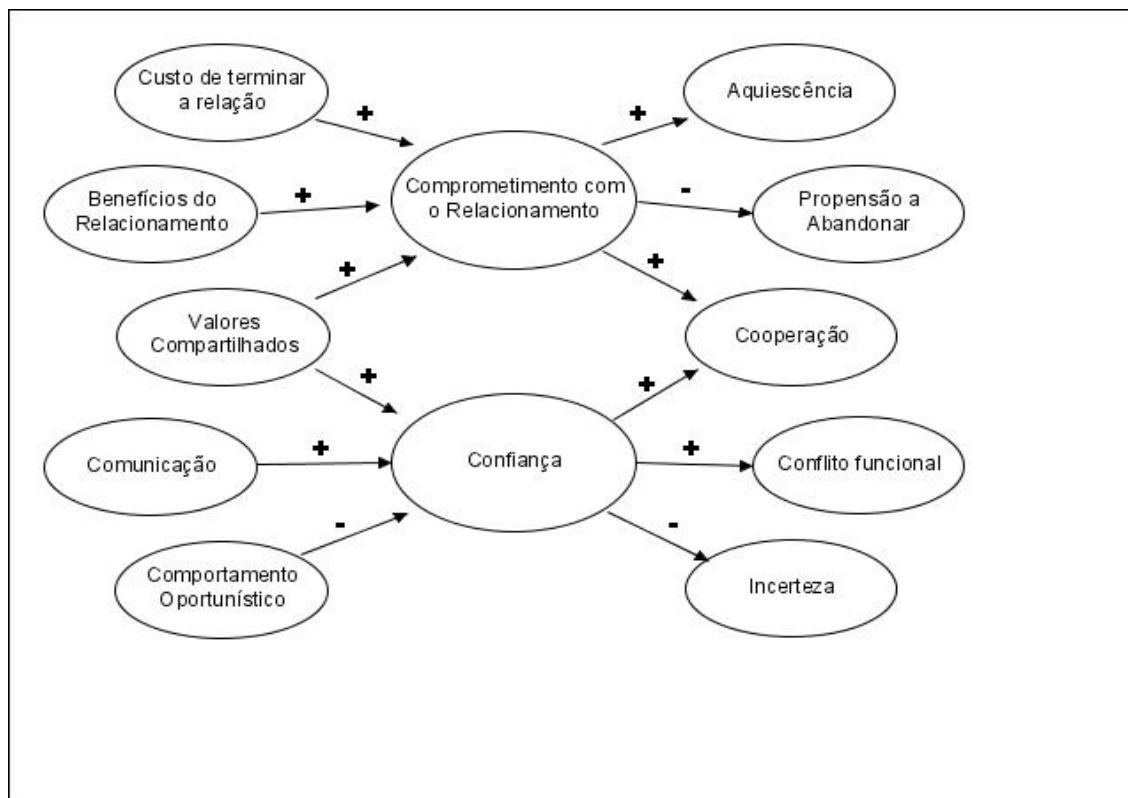 Custo de terminar
a relação
+
+
Aquiescência
Benefícios do
Relacionamento
+
Comprometimento com
o Relacionamento
-
Propensão a
Abandonar
+
+
Valores
Compartilhados
Cooperação
+
+
Comunicação
+
Confiança
+
Conflito funcional
-
-
Comportamento
Oportunístico
Incerteza